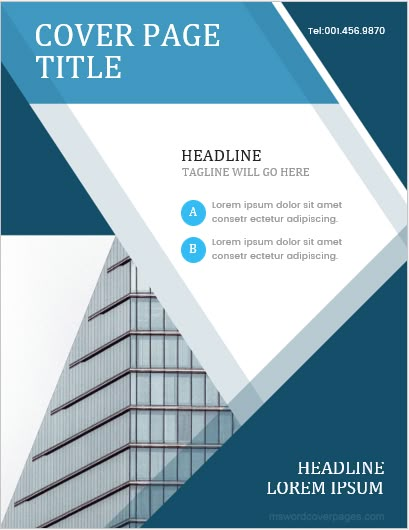 COVER PAGE
TITLE
Tel:001.456.9870
HEADLINE
TAGLINE WILL GO HERE
A
Lorem ipsum dolor sit amet
consetr ectetur adipiscing.
B
Lorem ipsum dolor sit amet
consetr ectetur adipiscing.
HEADLINE
LOREM IPSUM
mswordcoverpages.com